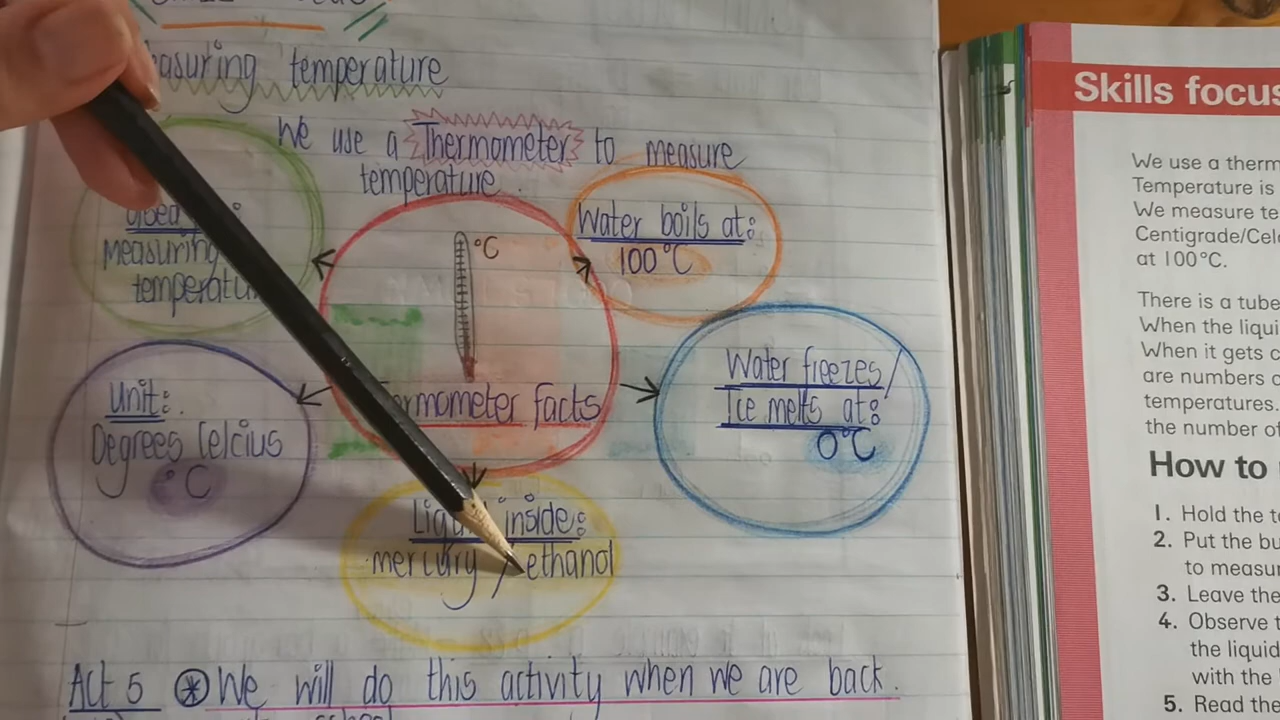 asuring temperature
We use a Thermometer to measure
temperature.
Measuring
temperatur
Water boils at:
100°C
°C
rmometer facts
Unit:.
Degrees Celcius
°C
Water freezes/
Ice melts at:
0°C
inside:
mercury / ethanol
Act 5 * We will do this activity when we are back.
Skills focus
We use a therm
Temperature is
We measure te
Centigrade/Cel
at 100°C.
There is a tube
When the liqui
When it gets c
are numbers
temperatures.
the number of
How to
1. Hold the t
2. Put the bu
to measur
3. Leave the
4. Observe t
the liquid
with the
5. Read the